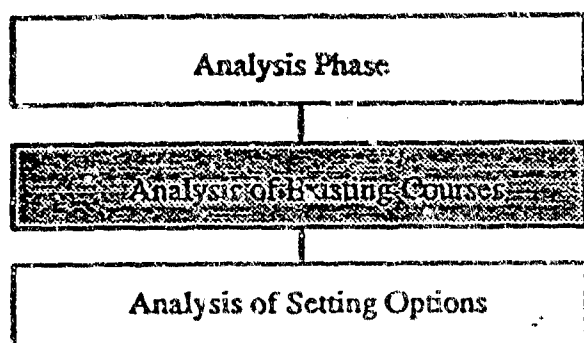 Analysis Phase
Analysis of Existing Courses
Analysis of Setting Options